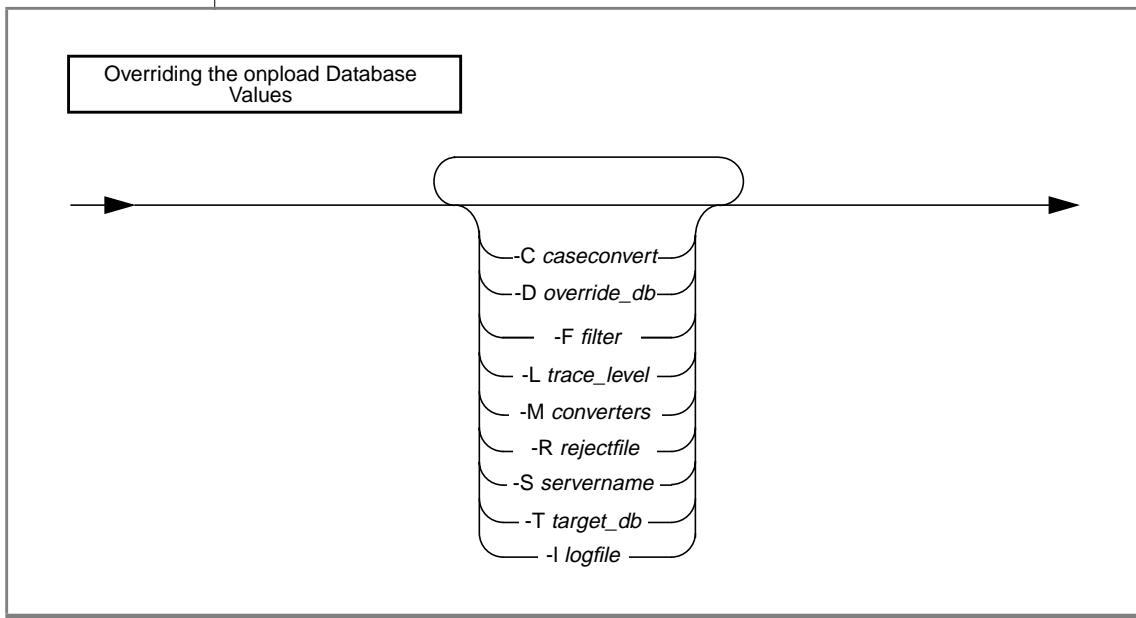 Overriding the onpload Database
Values
-C caseconvert
-D override_db
-F filter
-L trace_level
-M converters
-R rejectfile
-S servername
-T target_db
-l logfile